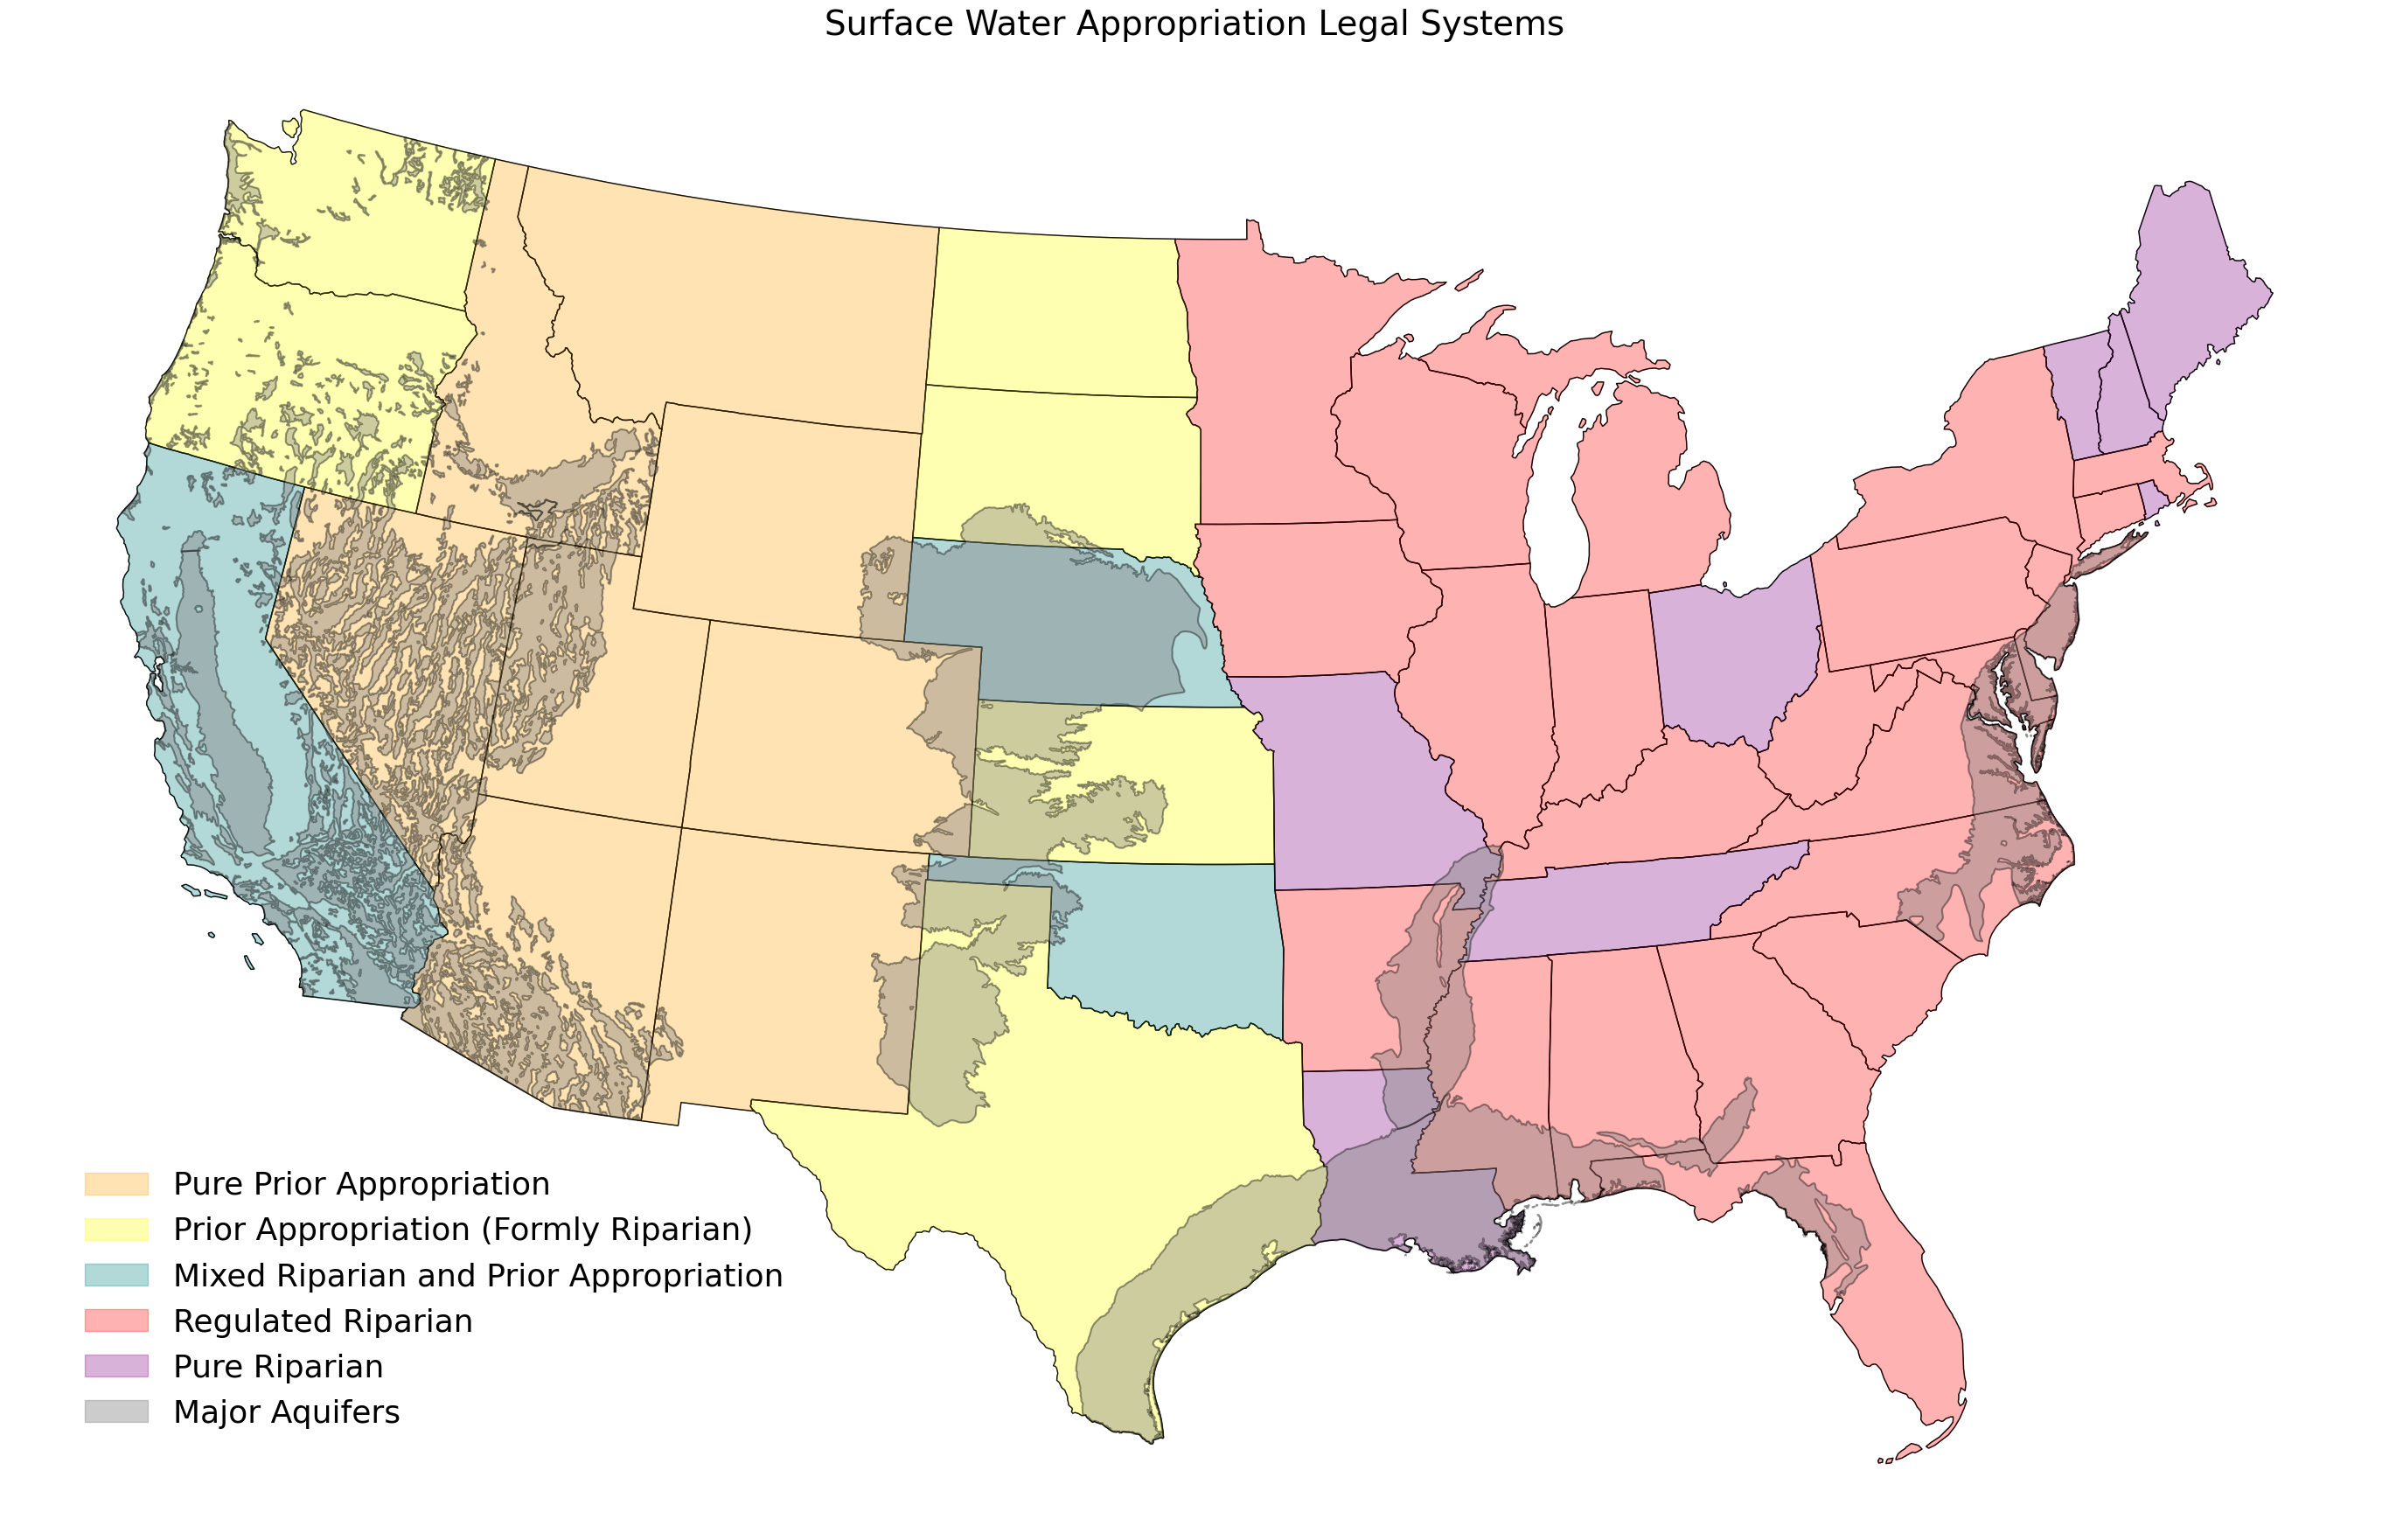 Surface Water Appropriation Legal Systems
Pure Prior Appropriation
Prior Appropriation (Formly Riparian)
Mixed Riparian and Prior Appropriation
Regulated Riparian
Pure Riparian
Major Aquifers